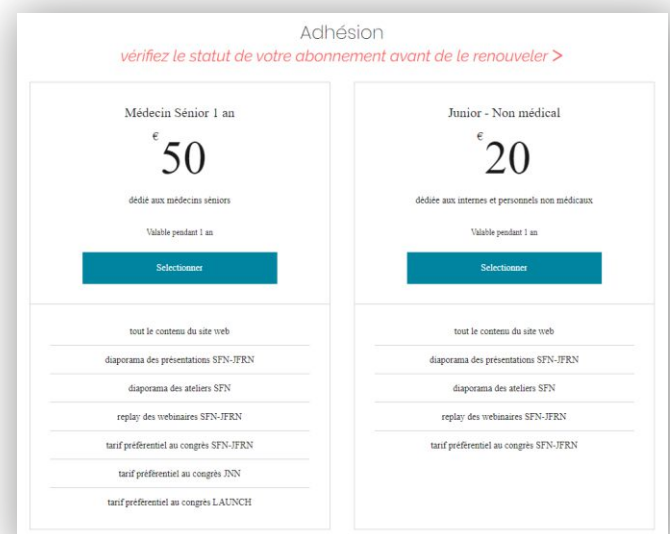 Adhésion
vérifiez le statut de votre abonnement avant de le renouveler >
Médecin Sénior 1 an
€
50
dédié aux médecins séniors
Valable pendant 1 an
Selectionner
tout le contenu du site web
diaporama des présentations SFN-JFRN
diaporama des ateliers SFN
replay des webinaires SFN-JFRN
tarif préférentiel au congrès SFN-JFRN
tarif préférentiel au congrès JNN
tarif préférentiel au congrès LAUNCH
Junior - Non médical
€
20
dédiée aux internes et personnels non médicaux
Valable pendant 1 an
Selectionner
tout le contenu du site web
diaporama des présentations SFN-JFRN
diaporama des ateliers SFN
replay des webinaires SFN-JFRN
tarif préférentiel au congrès SFN-JFRN